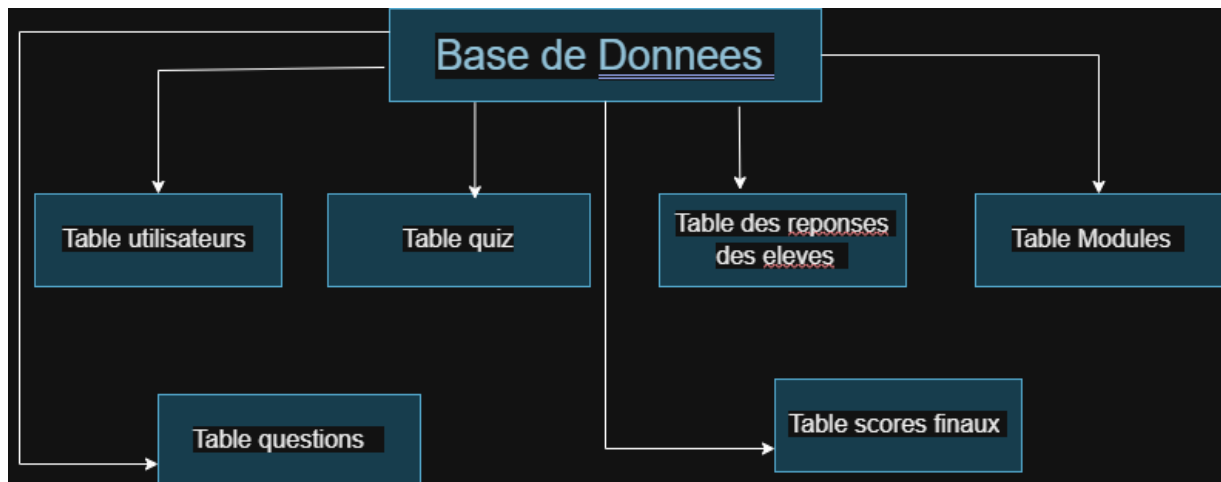 Base de Donnees
Table utilisateurs
Table quiz
Table des reponses
des eleves
Table Modules
Table questions
Table scores finaux